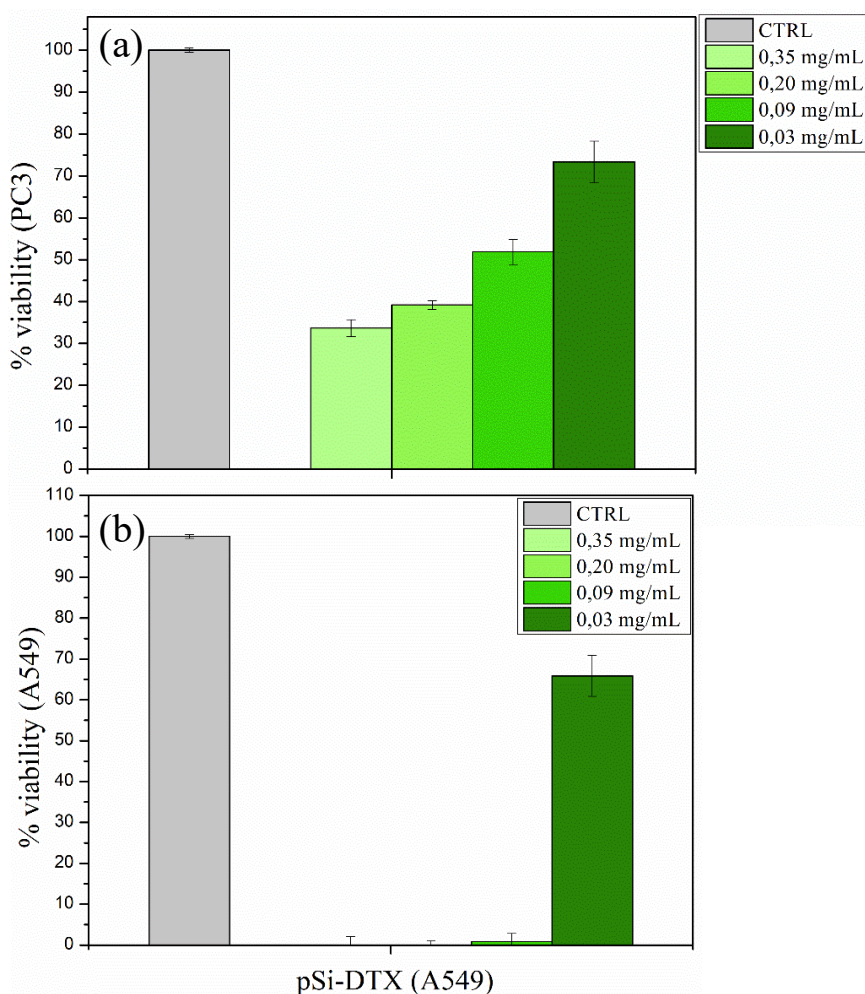 (a)
% viability (PC3)
100
90
80
70
60
50
40
30
20
10
0
CTRL
0,35 mg/mL
0,20 mg/mL
0,09 mg/mL
0,03 mg/mL
(b)
% viability (A549)
110
100
90
80
70
60
50
40
30
20
10
0
CTRL
0,35 mg/mL
0,20 mg/mL
0,09 mg/mL
0,03 mg/mL
pSi-DTX (A549)